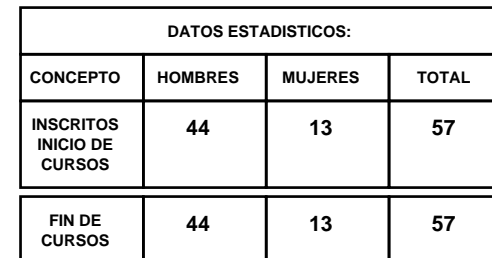 DATOS ESTADISTICOS:
CONCEPTO HOMBRES MUJERES TOTAL
INSCRITOS
INICIO DE
CURSOS
44 13 57
FIN DE
CURSOS
44 13 57